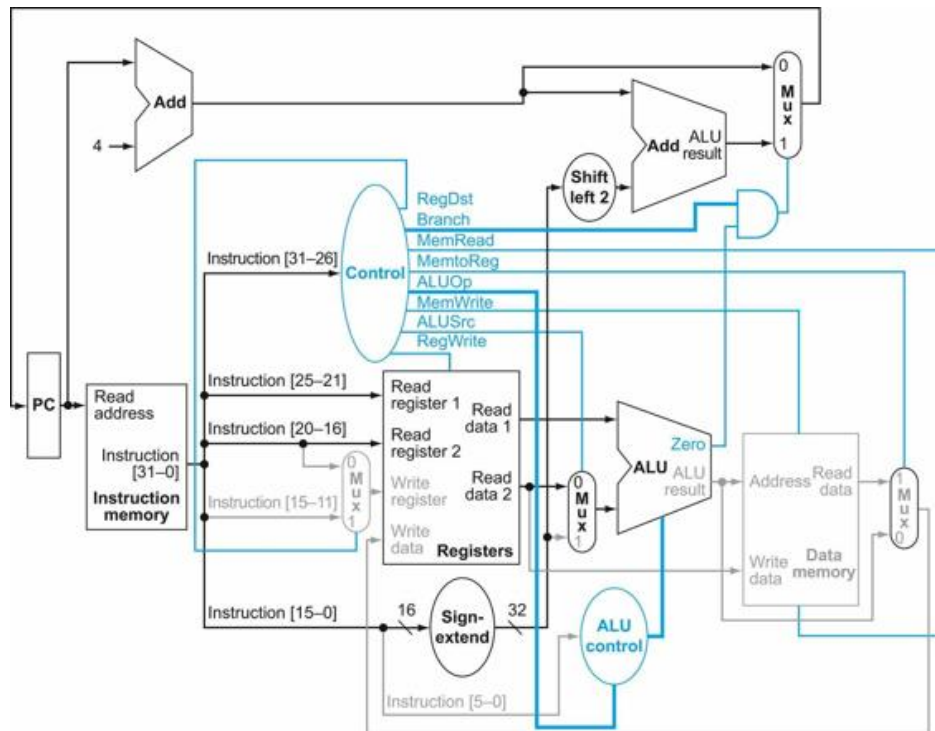 Add
4
0
Mux
1
Add
ALU
result
Shift
left 2
RegDst
Branch
MemRead
MemtoReg
ALUOp
MemWrite
ALUSrc
RegWrite
Control
Instruction [31–26]
PC
Read
address
Instruction
[31–0]
Instruction
memory
Instruction [25–21]
Instruction [20–16]
Instruction [15–11]
0
Mux
1
Read
register 1
Read
register 2
Write
register
Write
data
Read
data 1
Read
data 2
Registers
0
Mux
1
Zero
ALU
ALU
result
Address
Read
data
Write
data
Data
memory
1
Mux
0
Instruction [15–0]
16
Sign-
extend
32
ALU
control
Instruction [5–0]